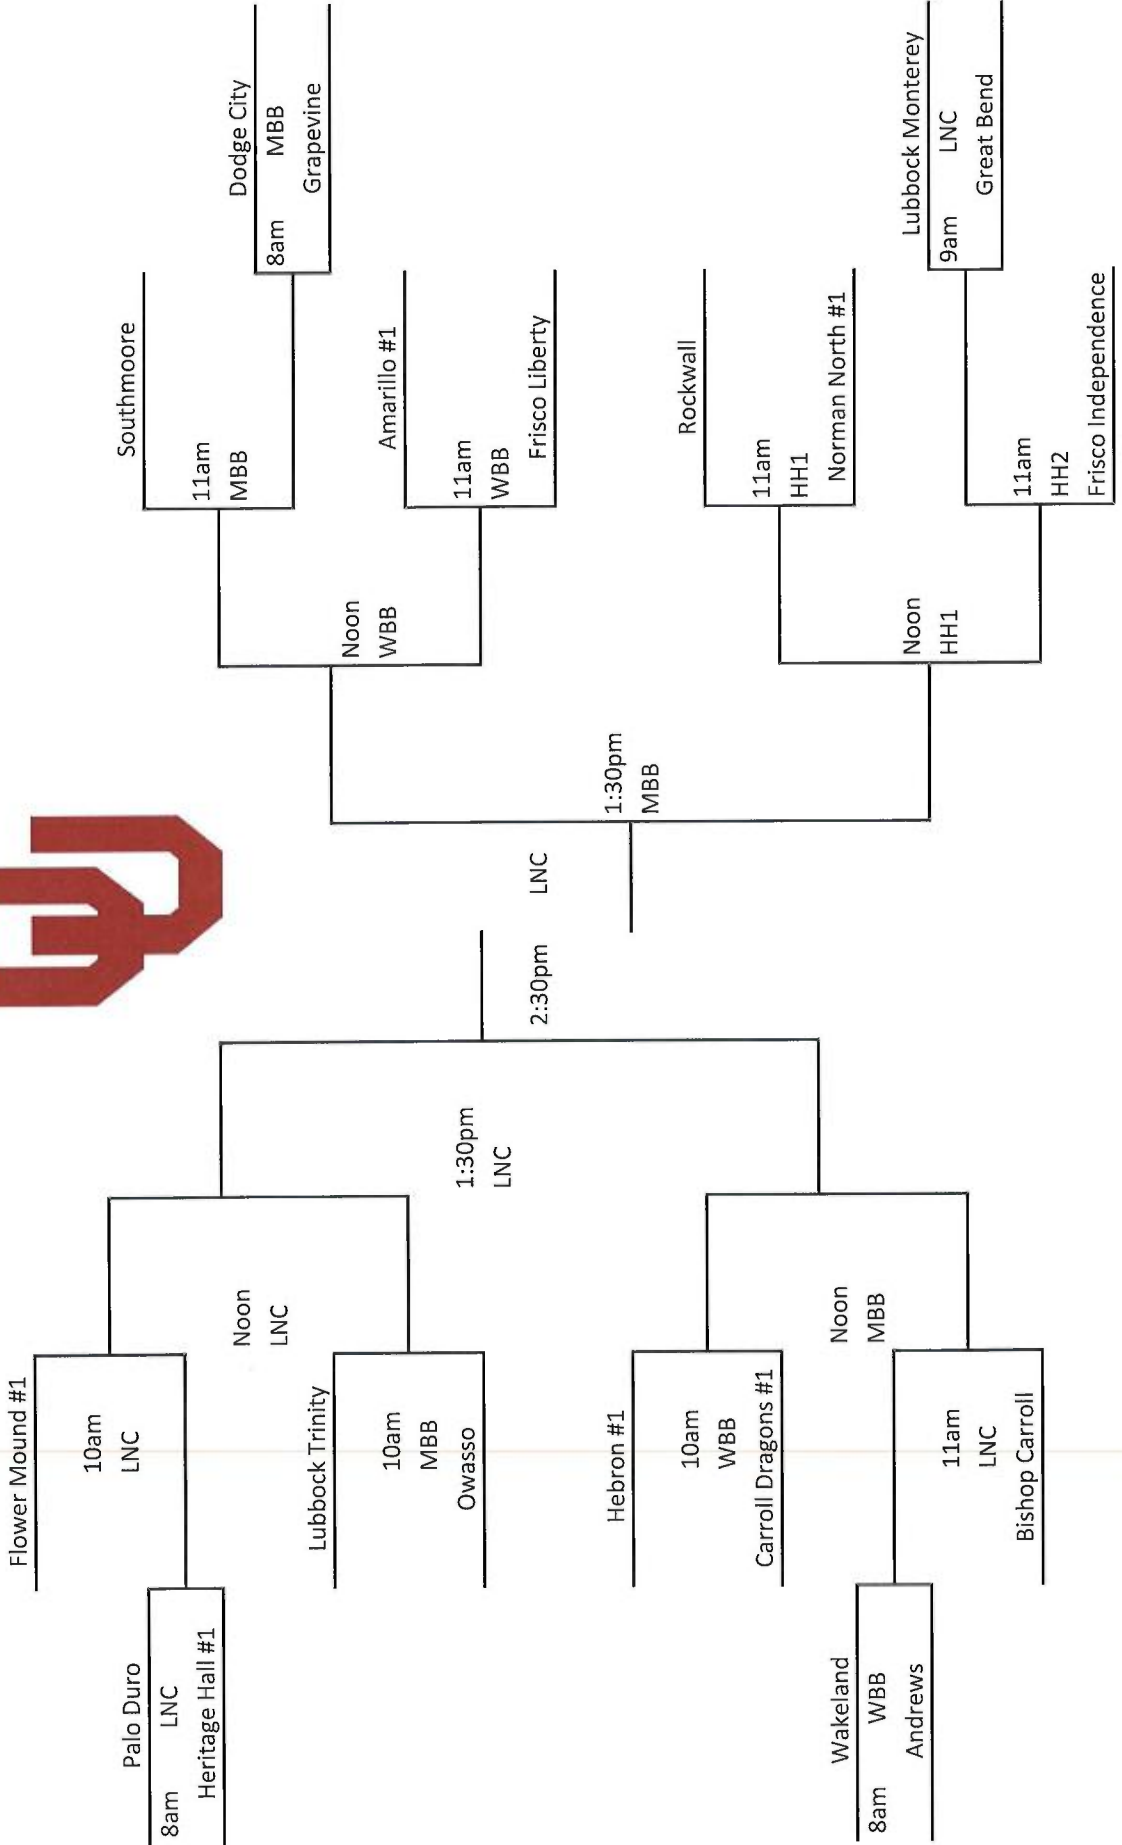 Flower Mound #1
10am
LNC
Palo Duro
8am LNC
Heritage Hall #1
Noon
LNC
Lubbock Trinity
10am
MBB
Owasso
1:30pm
LNC
Hebron #1
10am
WBB
Carroll Dragons #1
Noon
MBB
Wakeland
8am WBB
Andrews
11am
LNC
Bishop Carroll
2:30pm LNC
Southmoore
11am
MBB
Dodge City
8am MBB
Grapevine
Noon
WBB
Amarillo #1
11am
WBB
Frisco Liberty
1:30pm
MBB
Rockwall
11am
HH1
Norman North #1
Noon
HH1
Lubbock Monterey
9am LNC
Great Bend
11am
HH2
Frisco Independence